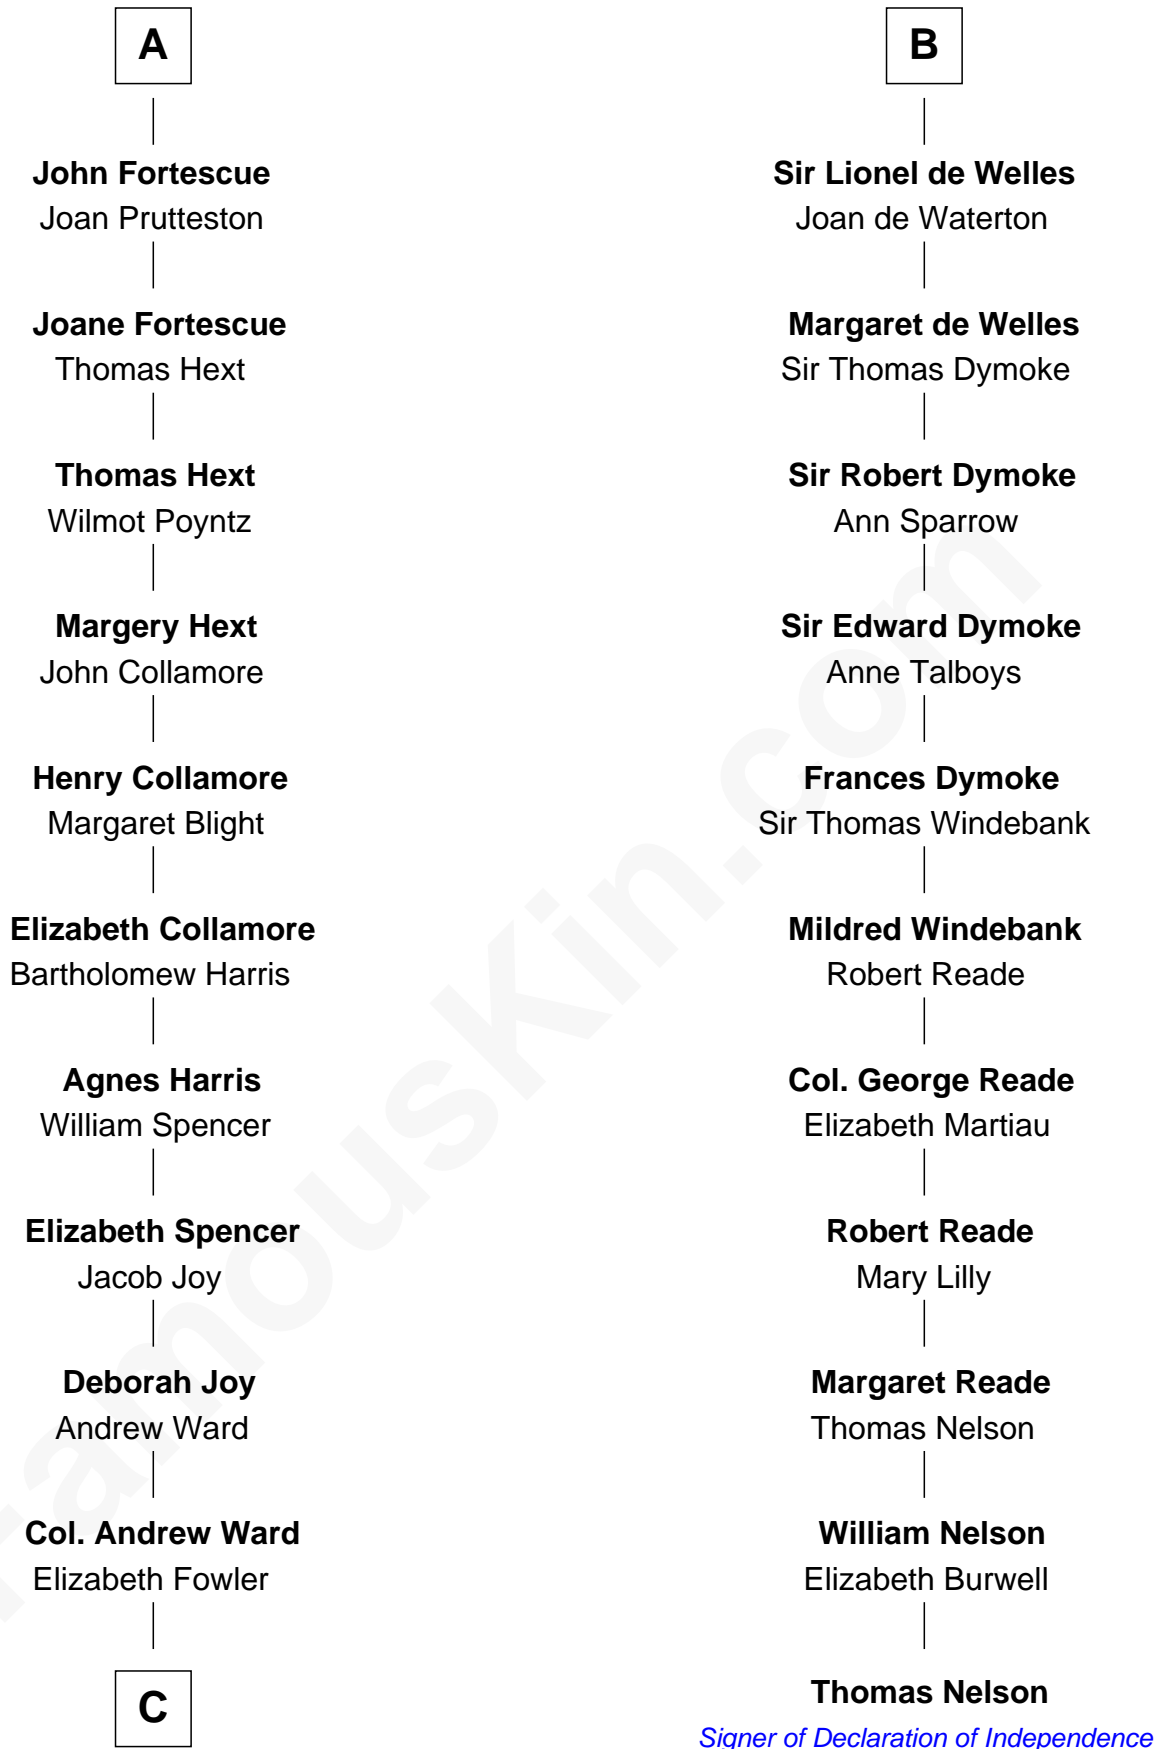 A
John Fortescue
Joan Prutteston
Joane Fortescue
Thomas Hext
Thomas Hext
Wilmot Poyntz
Margery Hext
John Collamore
Henry Collamore
Margaret Blight
Elizabeth Collamore
Bartholomew Harris
Agnes Harris
William Spencer
Elizabeth Spencer
Jacob Joy
Deborah Joy
Andrew Ward
Col. Andrew Ward
Elizabeth Fowler
C
B
Sir Lionel de Welles
Joan de Waterton
Margaret de Welles
Sir Thomas Dymoke
Sir Robert Dymoke
Ann Sparrow
Sir Edward Dymoke
Anne Talboys
Frances Dymoke
Sir Thomas Windebank
Mildred Windebank
Robert Reade
Col. George Reade
Elizabeth Martiau
Robert Reade
Mary Lilly
Margaret Reade
Thomas Nelson
William Nelson
Elizabeth Burwell
Thomas Nelson
Signer of Declaration of Independence
FamousKin.com